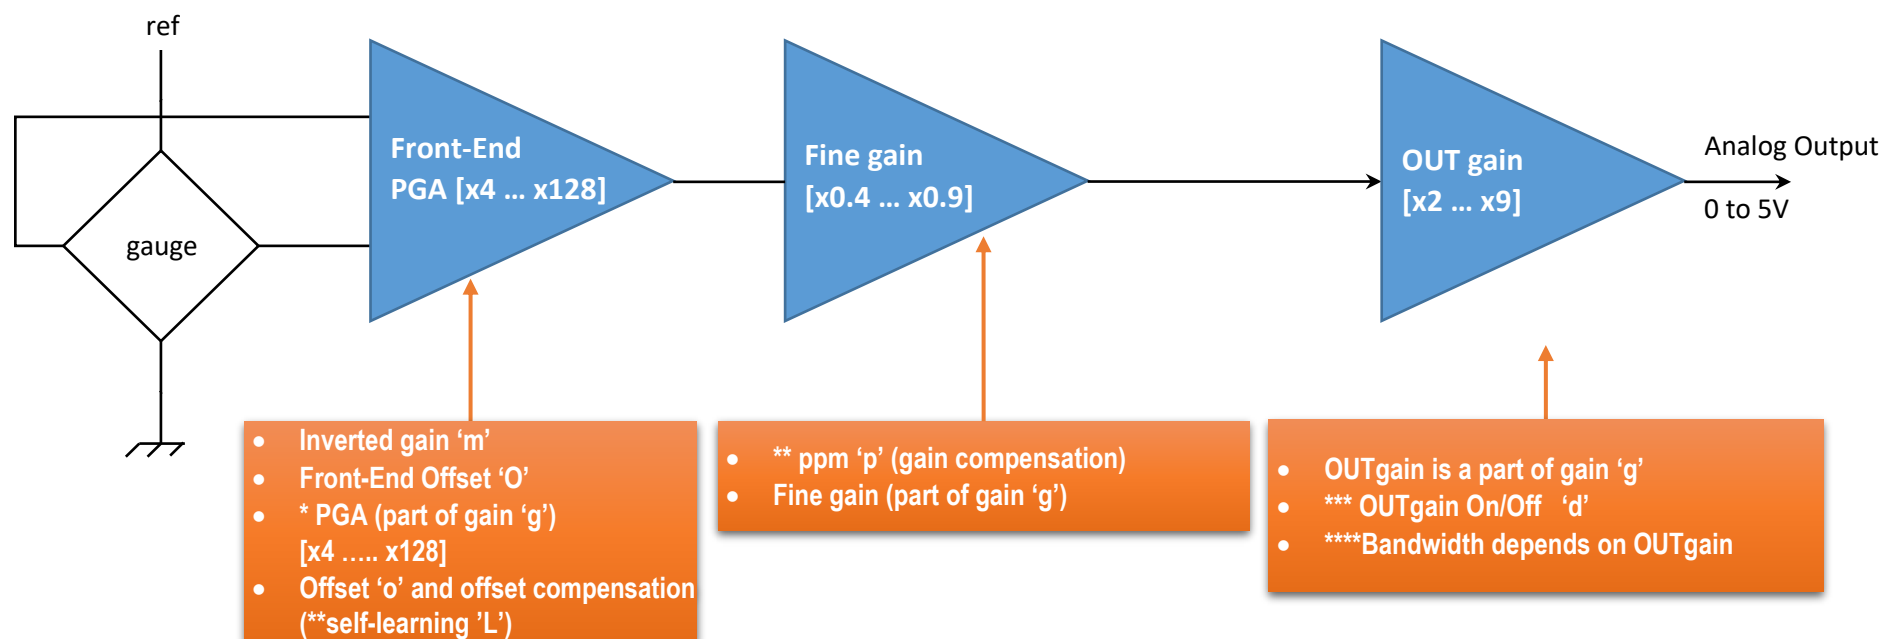 ref
Front-End
PGA [x4 … x128]
Fine gain
[x0.4 … x0.9]
OUT gain
[x2 … x9]
Analog Output
0 to 5V
gauge
• Inverted gain ‘m’
• Front-End Offset ‘O’
• * PGA (part of gain ‘g’)
[x4 ….. x128]
• Offset ‘o’ and offset compensation
(**self-learning ’L’)
• ** ppm ‘p’ (gain compensation)
• Fine gain (part of gain ‘g’)
• OUTgain is a part of gain ‘g’
• *** OUTgain On/Off ‘d’
• ****Bandwidth depends on OUTgain